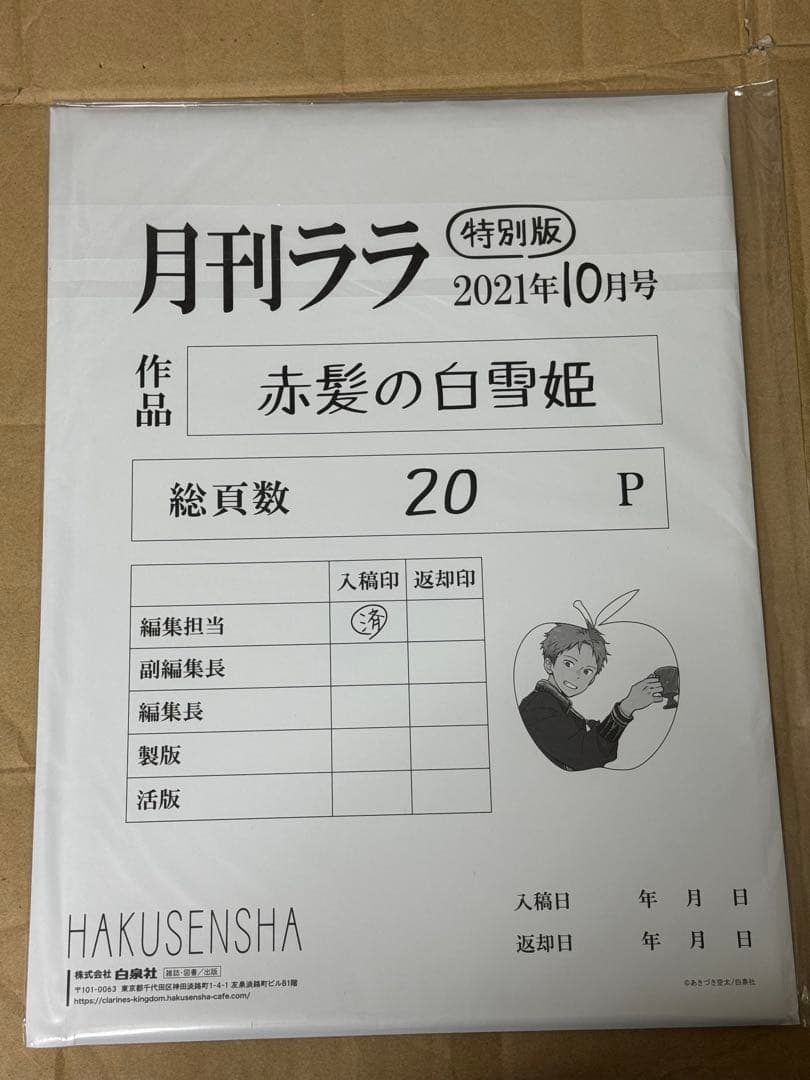 月刊ララ 特別版
2021年10月号
作品 赤髪の白雪姫
総頁数 20 P
入稿印 返却印
編集担当 済
副編集長
編集長
製版
活版
入稿日 年 月 日
返却日 年 月 日
HAKUSENSHA
株式会社 白泉社 雑誌・図書/出版
〒101-0063 東京都千代田区神田淡路町1-4-1 友泉淡路町ビルB1階
https://clarines-kingdom.hakusensha-cafe.com/
©あきづき空太/白泉社